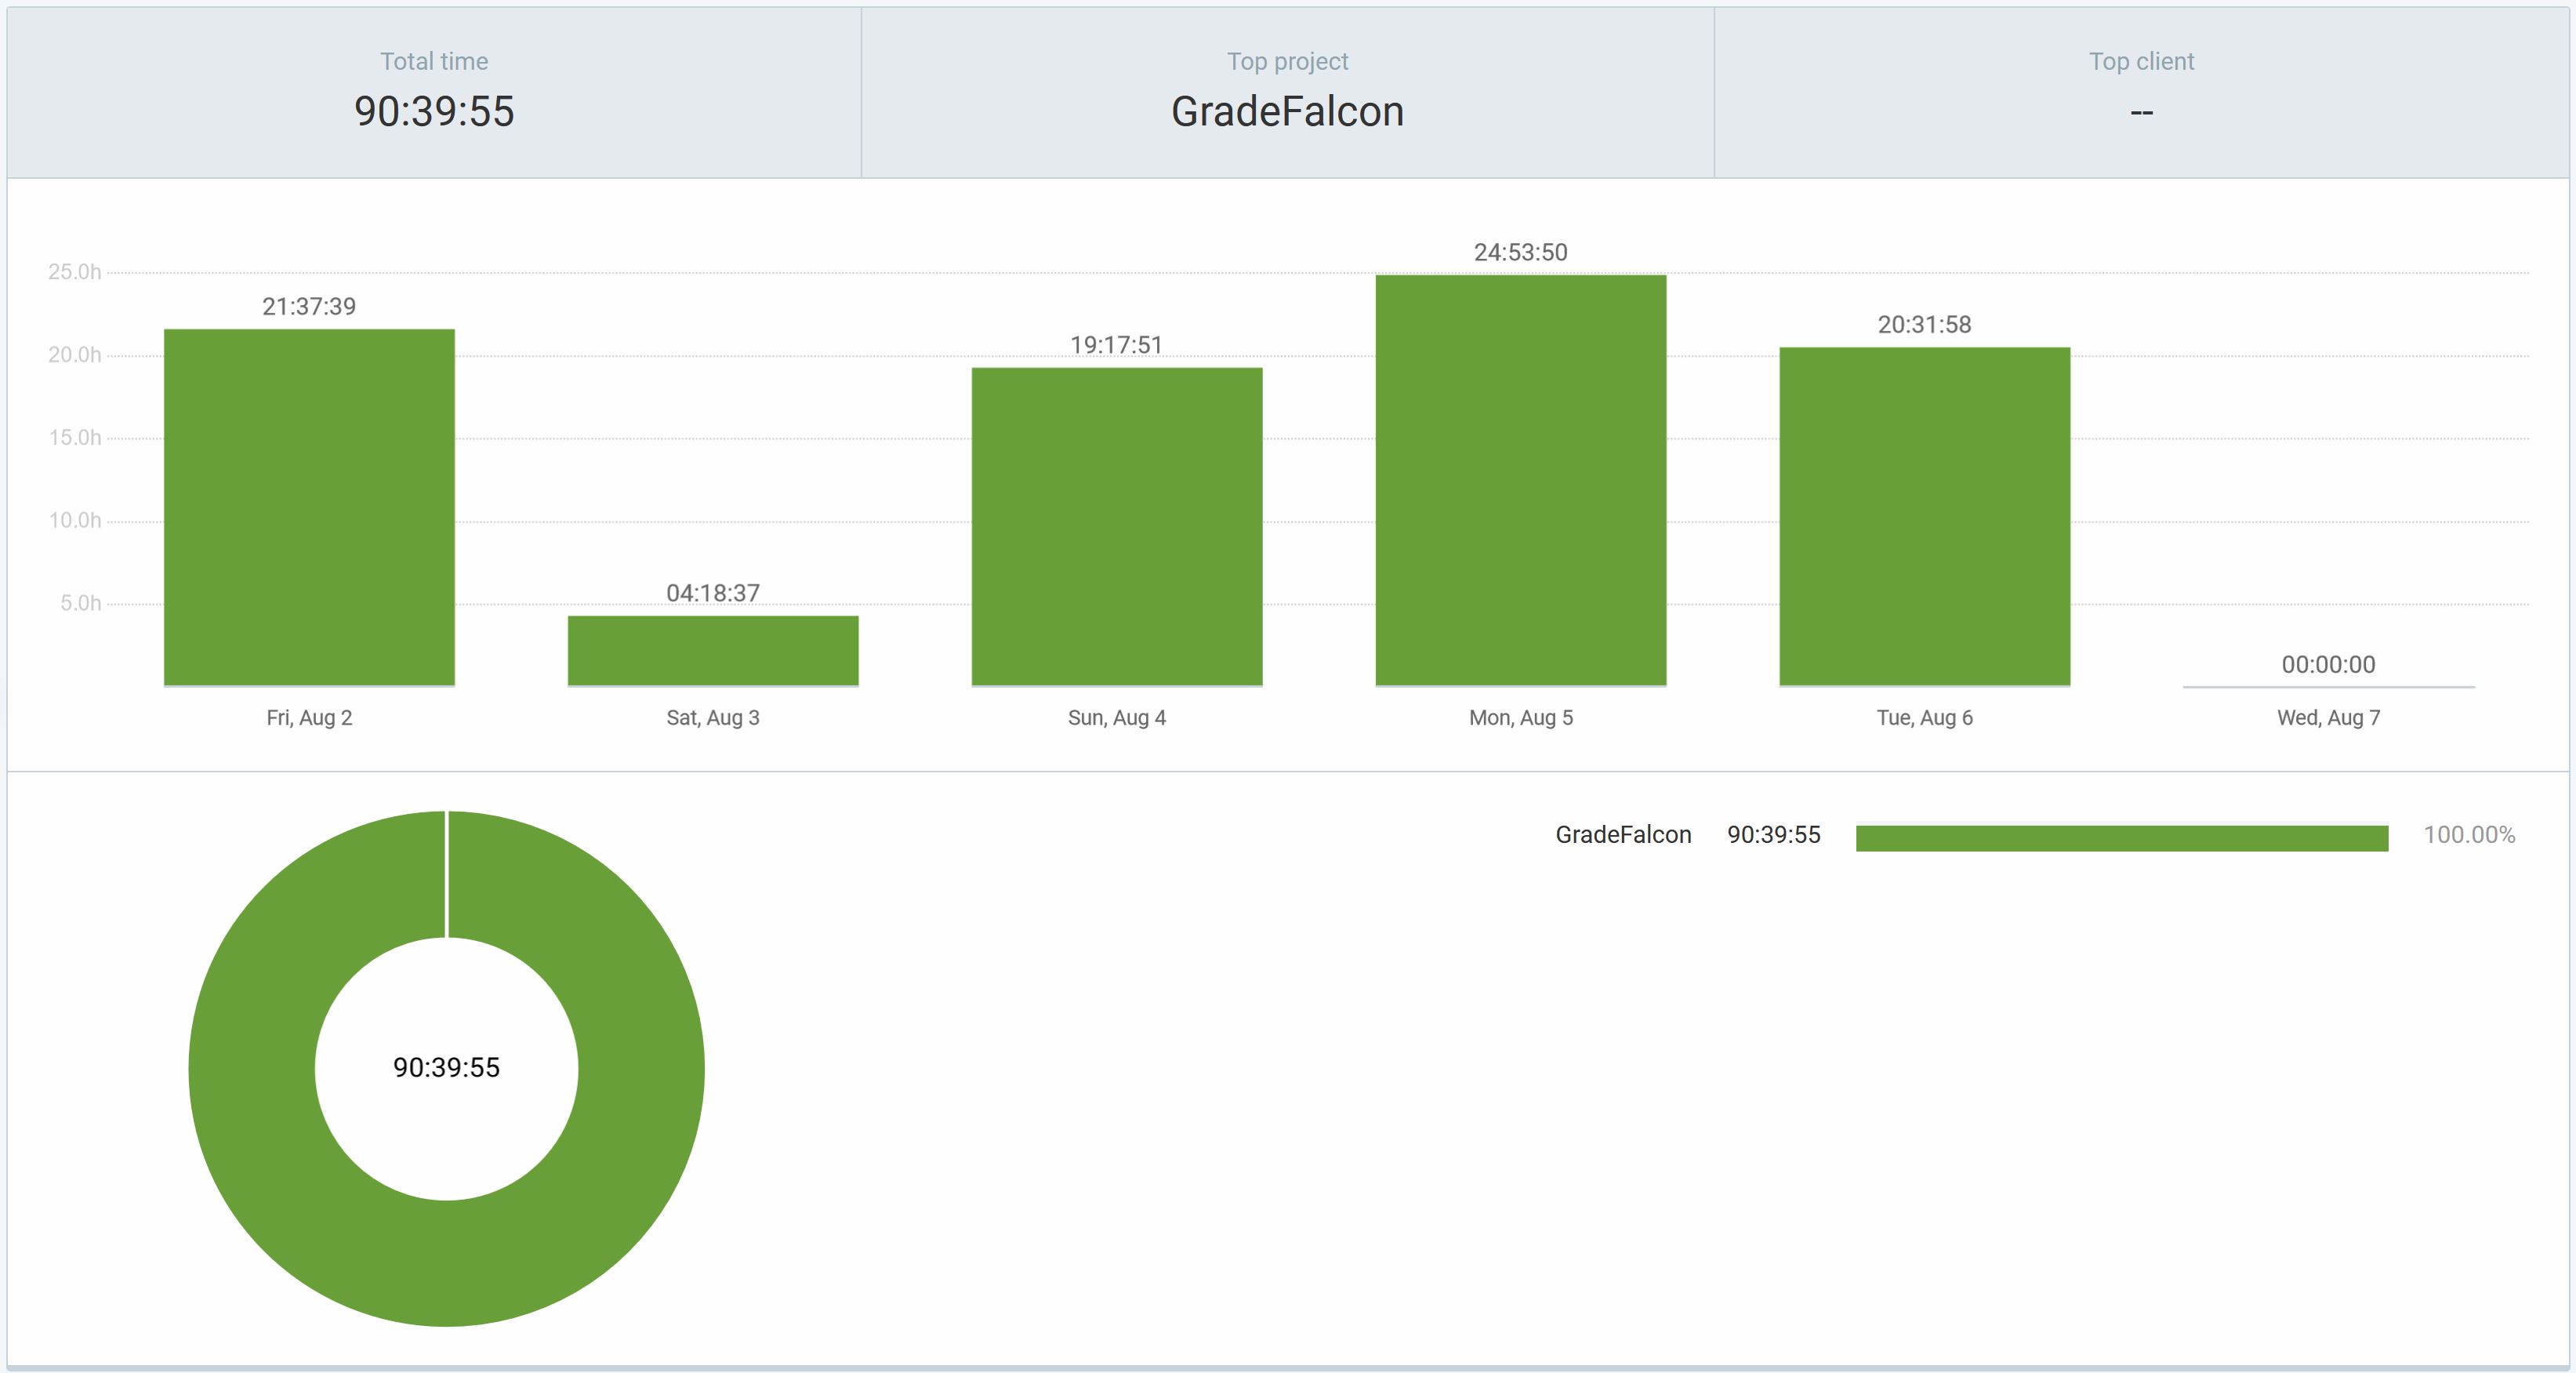 Total time
90:39:55
Top project
GradeFalcon
Top client
--
25.0h
20.0h
15.0h
10.0h
5.0h
21:37:39
04:18:37
19:17:51
24:53:50
20:31:58
00:00:00
Fri, Aug 2
Sat, Aug 3
Sun, Aug 4
Mon, Aug 5
Tue, Aug 6
Wed, Aug 7
90:39:55
GradeFalcon 90:39:55 100.00%